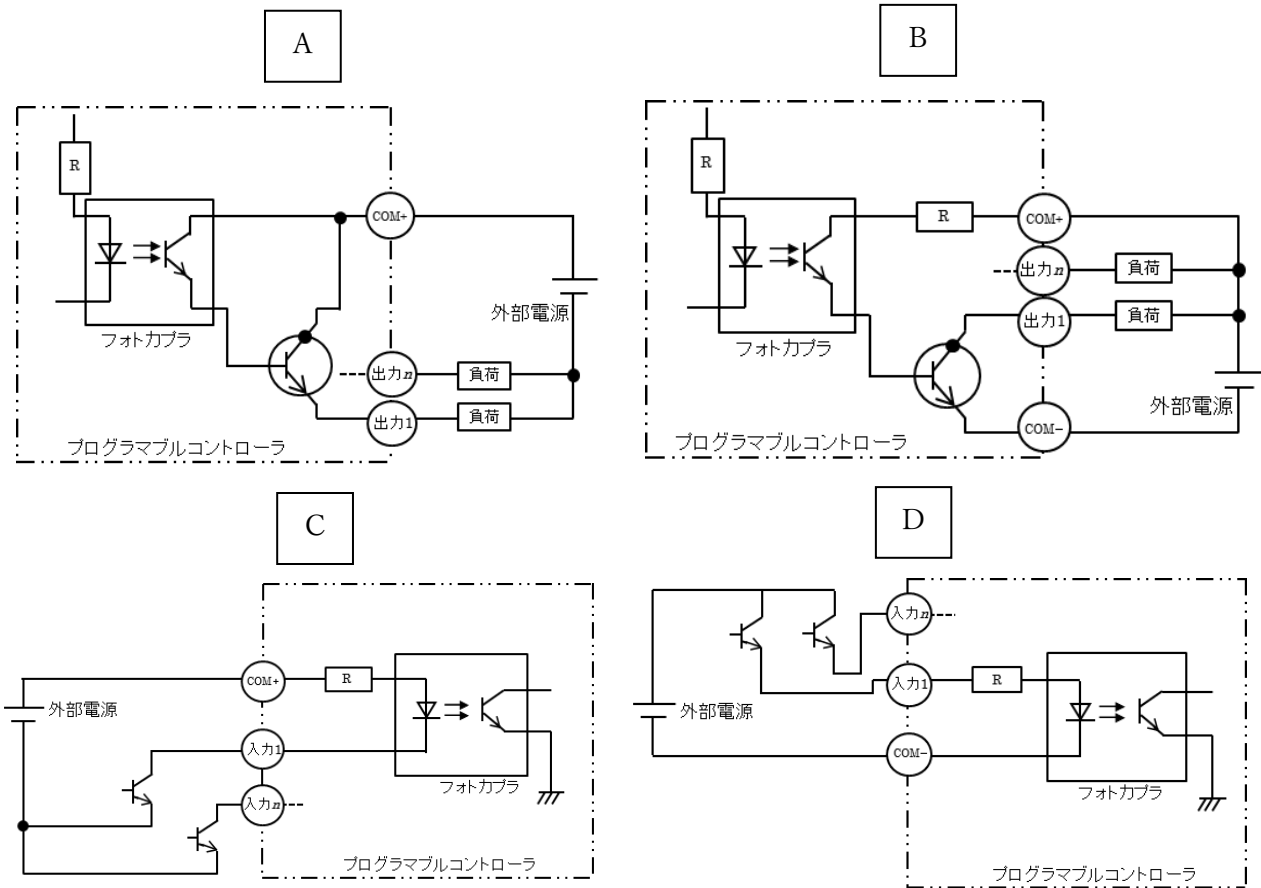 A
R
COM+
外部電源
フォトカプラ
出力n
負荷
出力1
負荷
プログラマブルコントローラ
B
R
R
COM+
出力n
負荷
出力1
負荷
フォトカプラ
外部電源
COM−
プログラマブルコントローラ
C
COM+
R
外部電源
入力1
フォトカプラ
入力n
プログラマブルコントローラ
D
入力n
入力1
R
外部電源
COM−
フォトカプラ
プログラマブルコントローラ